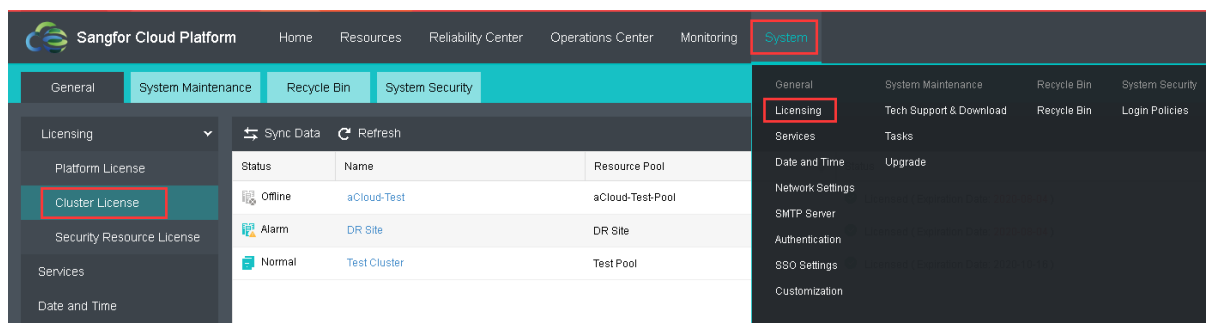 Sangfor Cloud Platform Home Resources Reliability Center Operations Center Monitoring System
General System Maintenance Recycle Bin System Security
General System Maintenance Recycle Bin System Security
Licensing Tech Support & Download Recycle Bin Login Policies
Services Tasks
Date and Time Upgrade
Network Settings
SMTP Server
Authentication
SSO Settings
Customization
Licensing
Platform License
Cluster License
Security Resource License
Services
Date and Time
Sync Data Refresh
Status Name Resource Pool
Offline aCloud-Test aCloud-Test-Pool
Alarm DR Site DR Site
Normal Test Cluster Test Pool